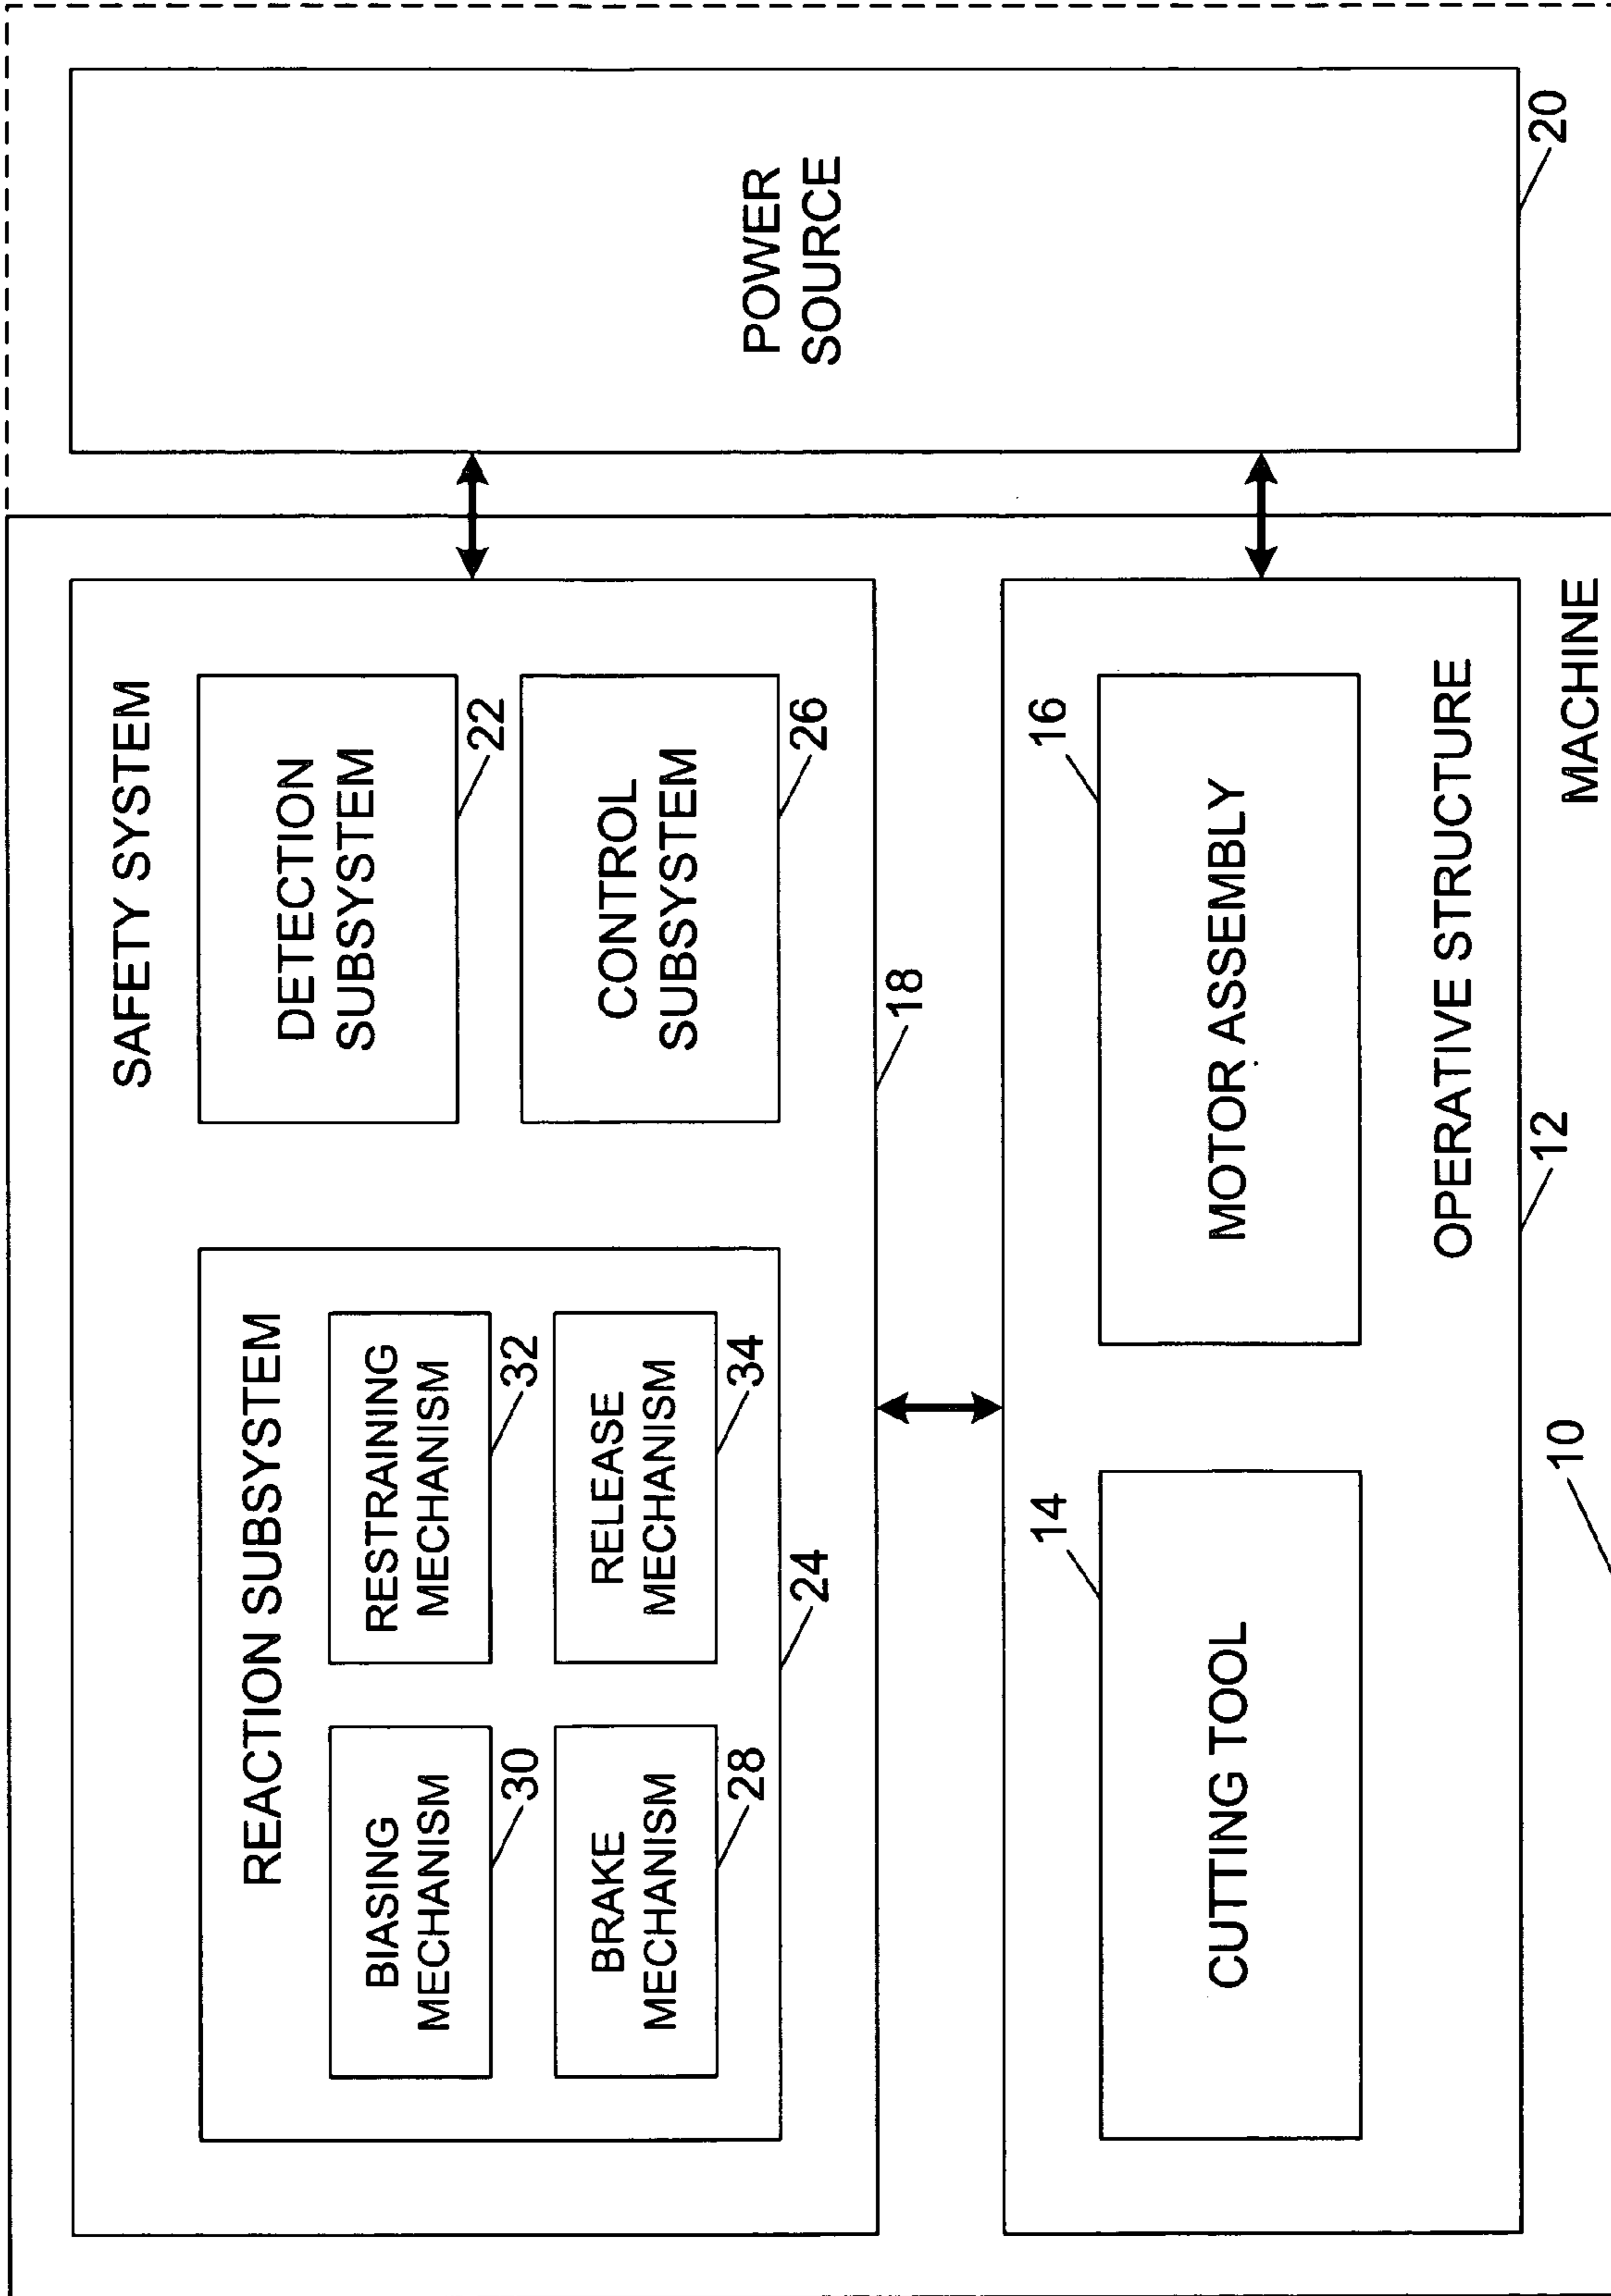 SAFETY SYSTEM
REACTION SUBSYSTEM
BIASING
MECHANISM
30
RESTRAINING
MECHANISM
32
BRAKE
MECHANISM
28
RELEASE
MECHANISM
34
24
DETECTION
SUBSYSTEM
22
CONTROL
SUBSYSTEM
26
18
POWER
SOURCE
20
14
CUTTING TOOL
16
MOTOR ASSEMBLY
OPERATIVE STRUCTURE
12
10
MACHINE